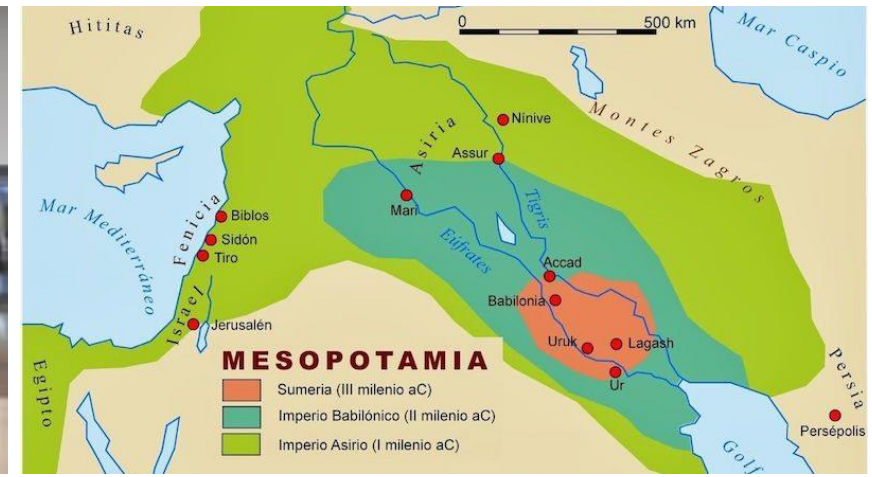 Hititas
0 500 km
Mar Caspio
Montes Zagros
Nínive
Asiria
Assur
Mari
Tigris
Éufrates
Mar Mediterráneo
Fenicia
Biblos
Sidón
Tiro
Israel
Jerusalén
Accad
Babilonia
Uruk
Lagash
Ur
Egipto
Persia
Persépolis
Golf
MESOPOTAMIA
Sumeria (III milenio aC)
Imperio Babilónico (II milenio aC)
Imperio Asirio (I milenio aC)